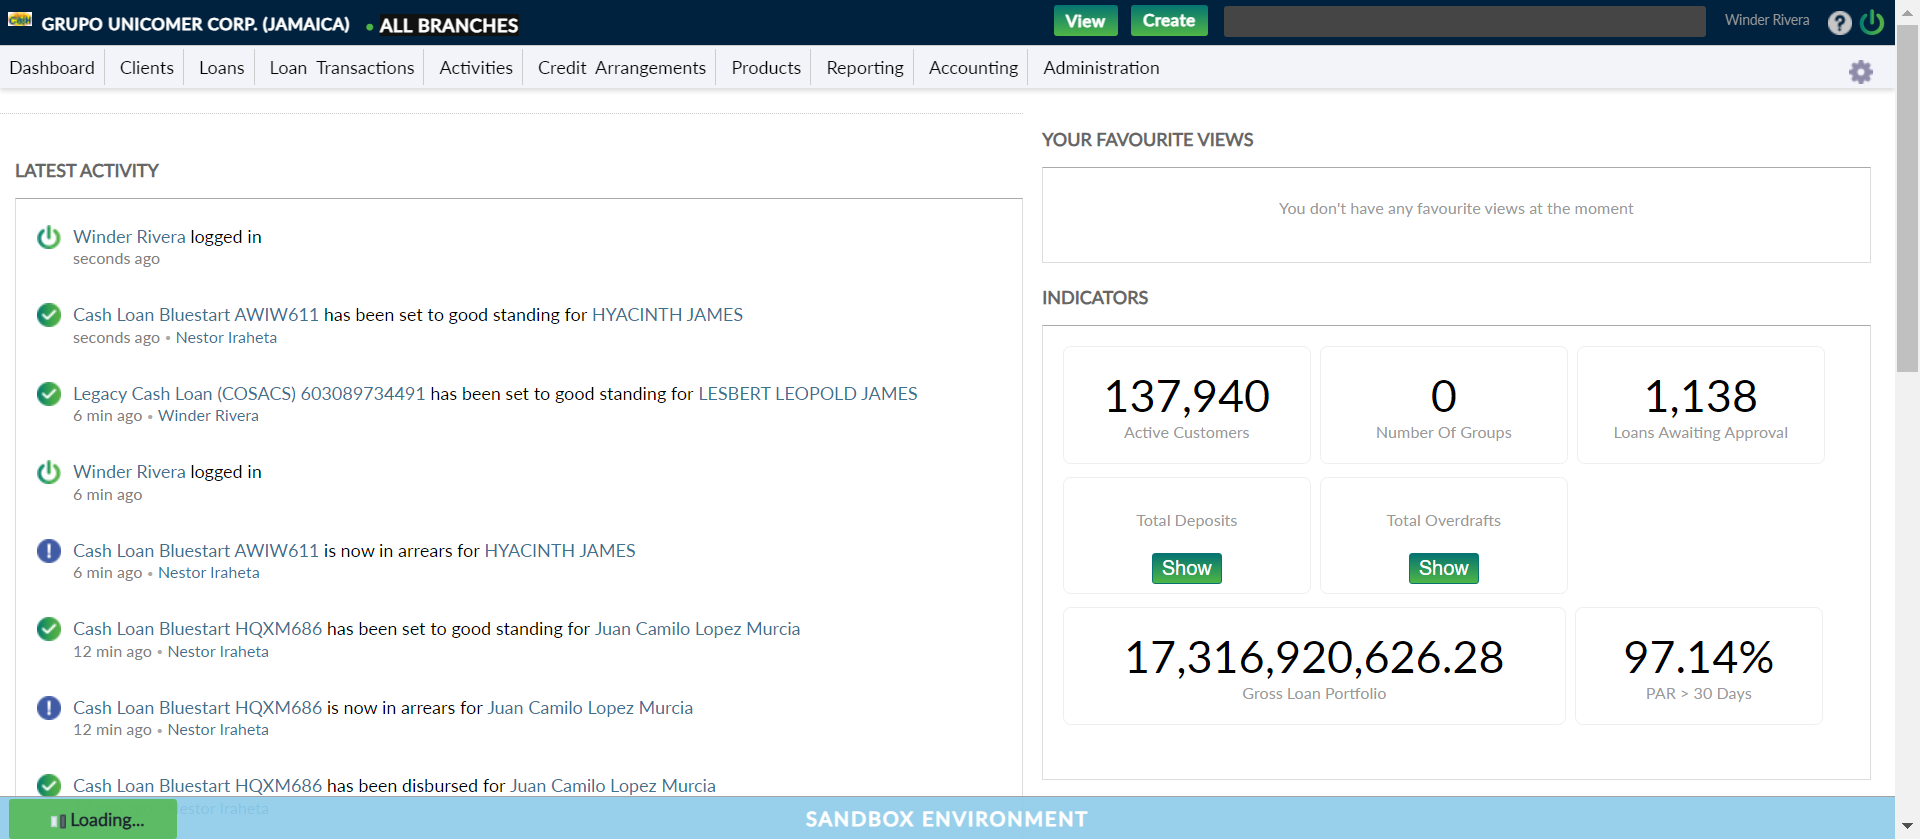 Cash
GRUPO UNICOMER CORP. (JAMAICA) • ALL BRANCHES
View Create Winder Rivera ?
Dashboard Clients Loans Loan Transactions Activities Credit Arrangements Products Reporting Accounting Administration
LATEST ACTIVITY
Winder Rivera logged in
seconds ago
Cash Loan Bluestart AWIW611 has been set to good standing for HYACINTH JAMES
seconds ago • Nestor Iraheta
Legacy Cash Loan (COSACS) 603089734491 has been set to good standing for LESBERT LEOPOLD JAMES
6 min ago • Winder Rivera
Winder Rivera logged in
6 min ago
Cash Loan Bluestart AWIW611 is now in arrears for HYACINTH JAMES
6 min ago • Nestor Iraheta
Cash Loan Bluestart HQXM686 has been set to good standing for Juan Camilo Lopez Murcia
12 min ago • Nestor Iraheta
Cash Loan Bluestart HQXM686 is now in arrears for Juan Camilo Lopez Murcia
12 min ago • Nestor Iraheta
Cash Loan Bluestart HQXM686 has been disbursed for Juan Camilo Lopez Murcia
Iraheta
YOUR FAVOURITE VIEWS
You don't have any favourite views at the moment
INDICATORS
137,940
Active Customers
0
Number Of Groups
1,138
Loans Awaiting Approval
Total Deposits
Show
Total Overdrafts
Show
17,316,920,626.28
Gross Loan Portfolio
97.14%
PAR > 30 Days
Loading...
SANDBOX ENVIRONMENT